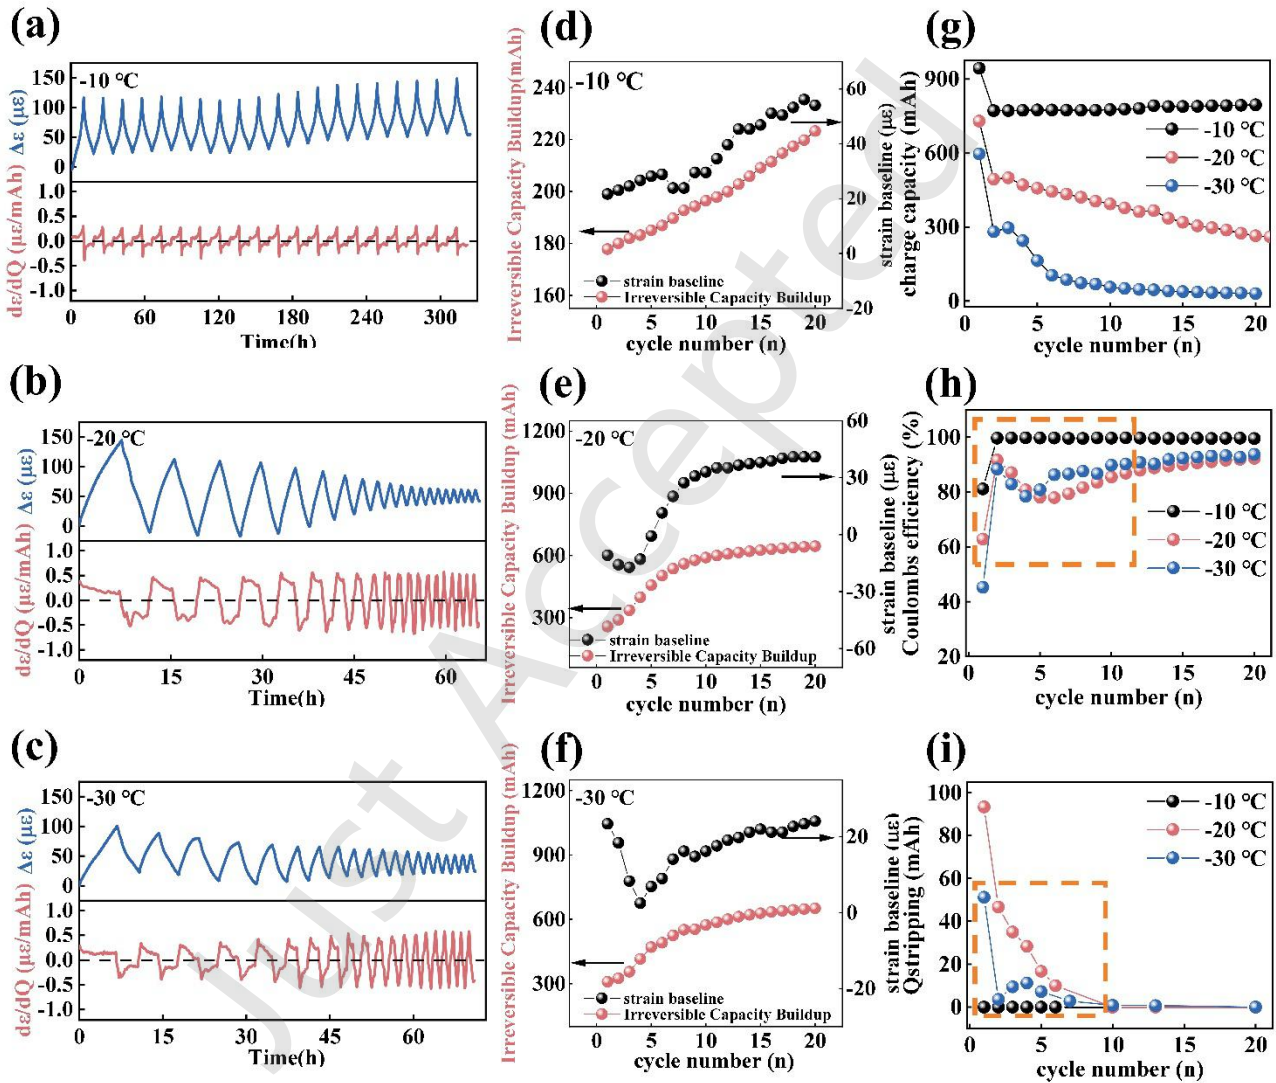 (a)
-10 °C
Δε (με)
150
100
50
0
dε/dQ (με/mAh)
1.0
0.5
0.0
-0.5
-1.0
0 60 120 180 240 300
Time(h)
(d)
-10 °C
Irreversible Capacity Buildup(mAh)
240
220
200
180
160
strain baseline (με)
60
40
20
0
-20
strain baseline
Irreversible Capacity Buildup
0 5 10 15 20
cycle number (n)
(g)
charge capacity (mAh)
900
600
300
0
-10 °C
-20 °C
-30 °C
0 5 10 15 20
cycle number (n)
(b)
-20 °C
Δε (με)
150
100
50
0
dε/dQ (με/mAh)
1.0
0.5
0.0
-0.5
-1.0
0 15 30 45 60
Time(h)
(e)
-20 °C
Irreversible Capacity Buildup (mAh)
1200
900
600
300
strain baseline (με)
60
30
0
-30
-60
strain baseline
Irreversible Capacity Buildup
0 5 10 15 20
cycle number (n)
(h)
Coulombs efficiency (%)
100
80
60
40
20
-10 °C
-20 °C
-30 °C
0 5 10 15 20
cycle number (n)
(c)
-30 °C
Δε (με)
150
100
50
0
dε/dQ (με/mAh)
1.0
0.5
0.0
-0.5
-1.0
0 15 30 45 60
Time(h)
(f)
-30 °C
Irreversible Capacity Buildup (mAh)
1200
900
600
300
strain baseline (με)
20
0
-20
strain baseline
Irreversible Capacity Buildup
0 5 10 15 20
cycle number (n)
(i)
Qstripping (mAh)
100
80
60
40
20
0
-10 °C
-20 °C
-30 °C
0 5 10 15 20
cycle number (n)
Just Accepted